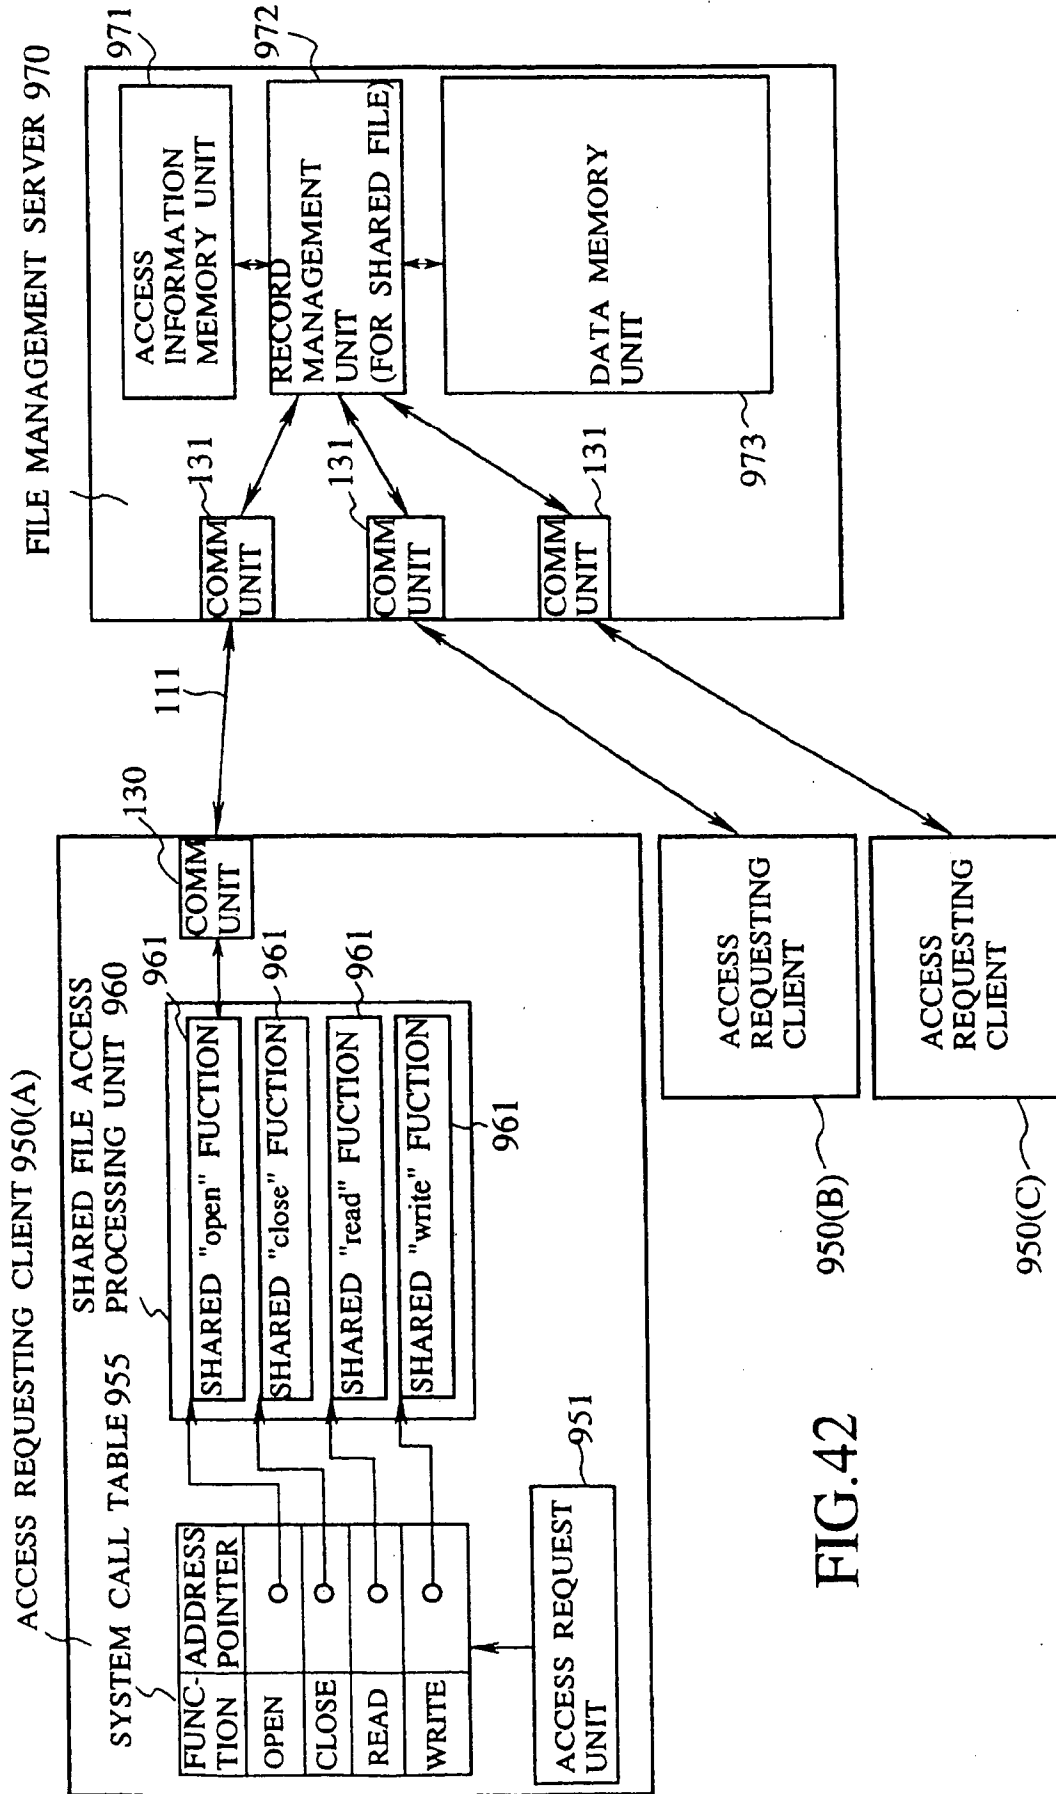 ACCESS REQUESTING CLIENT 950(A)
SYSTEM CALL TABLE 955
SHARED FILE ACCESS
PROCESSING UNIT 960
FUNC-
TION
ADDRESS
POINTER
OPEN
CLOSE
READ
WRITE
ACCESS REQUEST
UNIT
951
SHARED "open" FUCTION
961
SHARED "close" FUCTION
961
SHARED "read" FUCTION
961
SHARED "write" FUCTION
961
COMM
UNIT
130
111
ACCESS
REQUESTING
CLIENT
950(B)
ACCESS
REQUESTING
CLIENT
950(C)
FILE MANAGEMENT SERVER 970
COMM
UNIT
131
COMM
UNIT
131
COMM
UNIT
131
ACCESS
INFORMATION
MEMORY UNIT
971
RECORD
MANAGEMENT
UNIT
(FOR SHARED FILE)
972
DATA MEMORY
UNIT
973
FIG.42